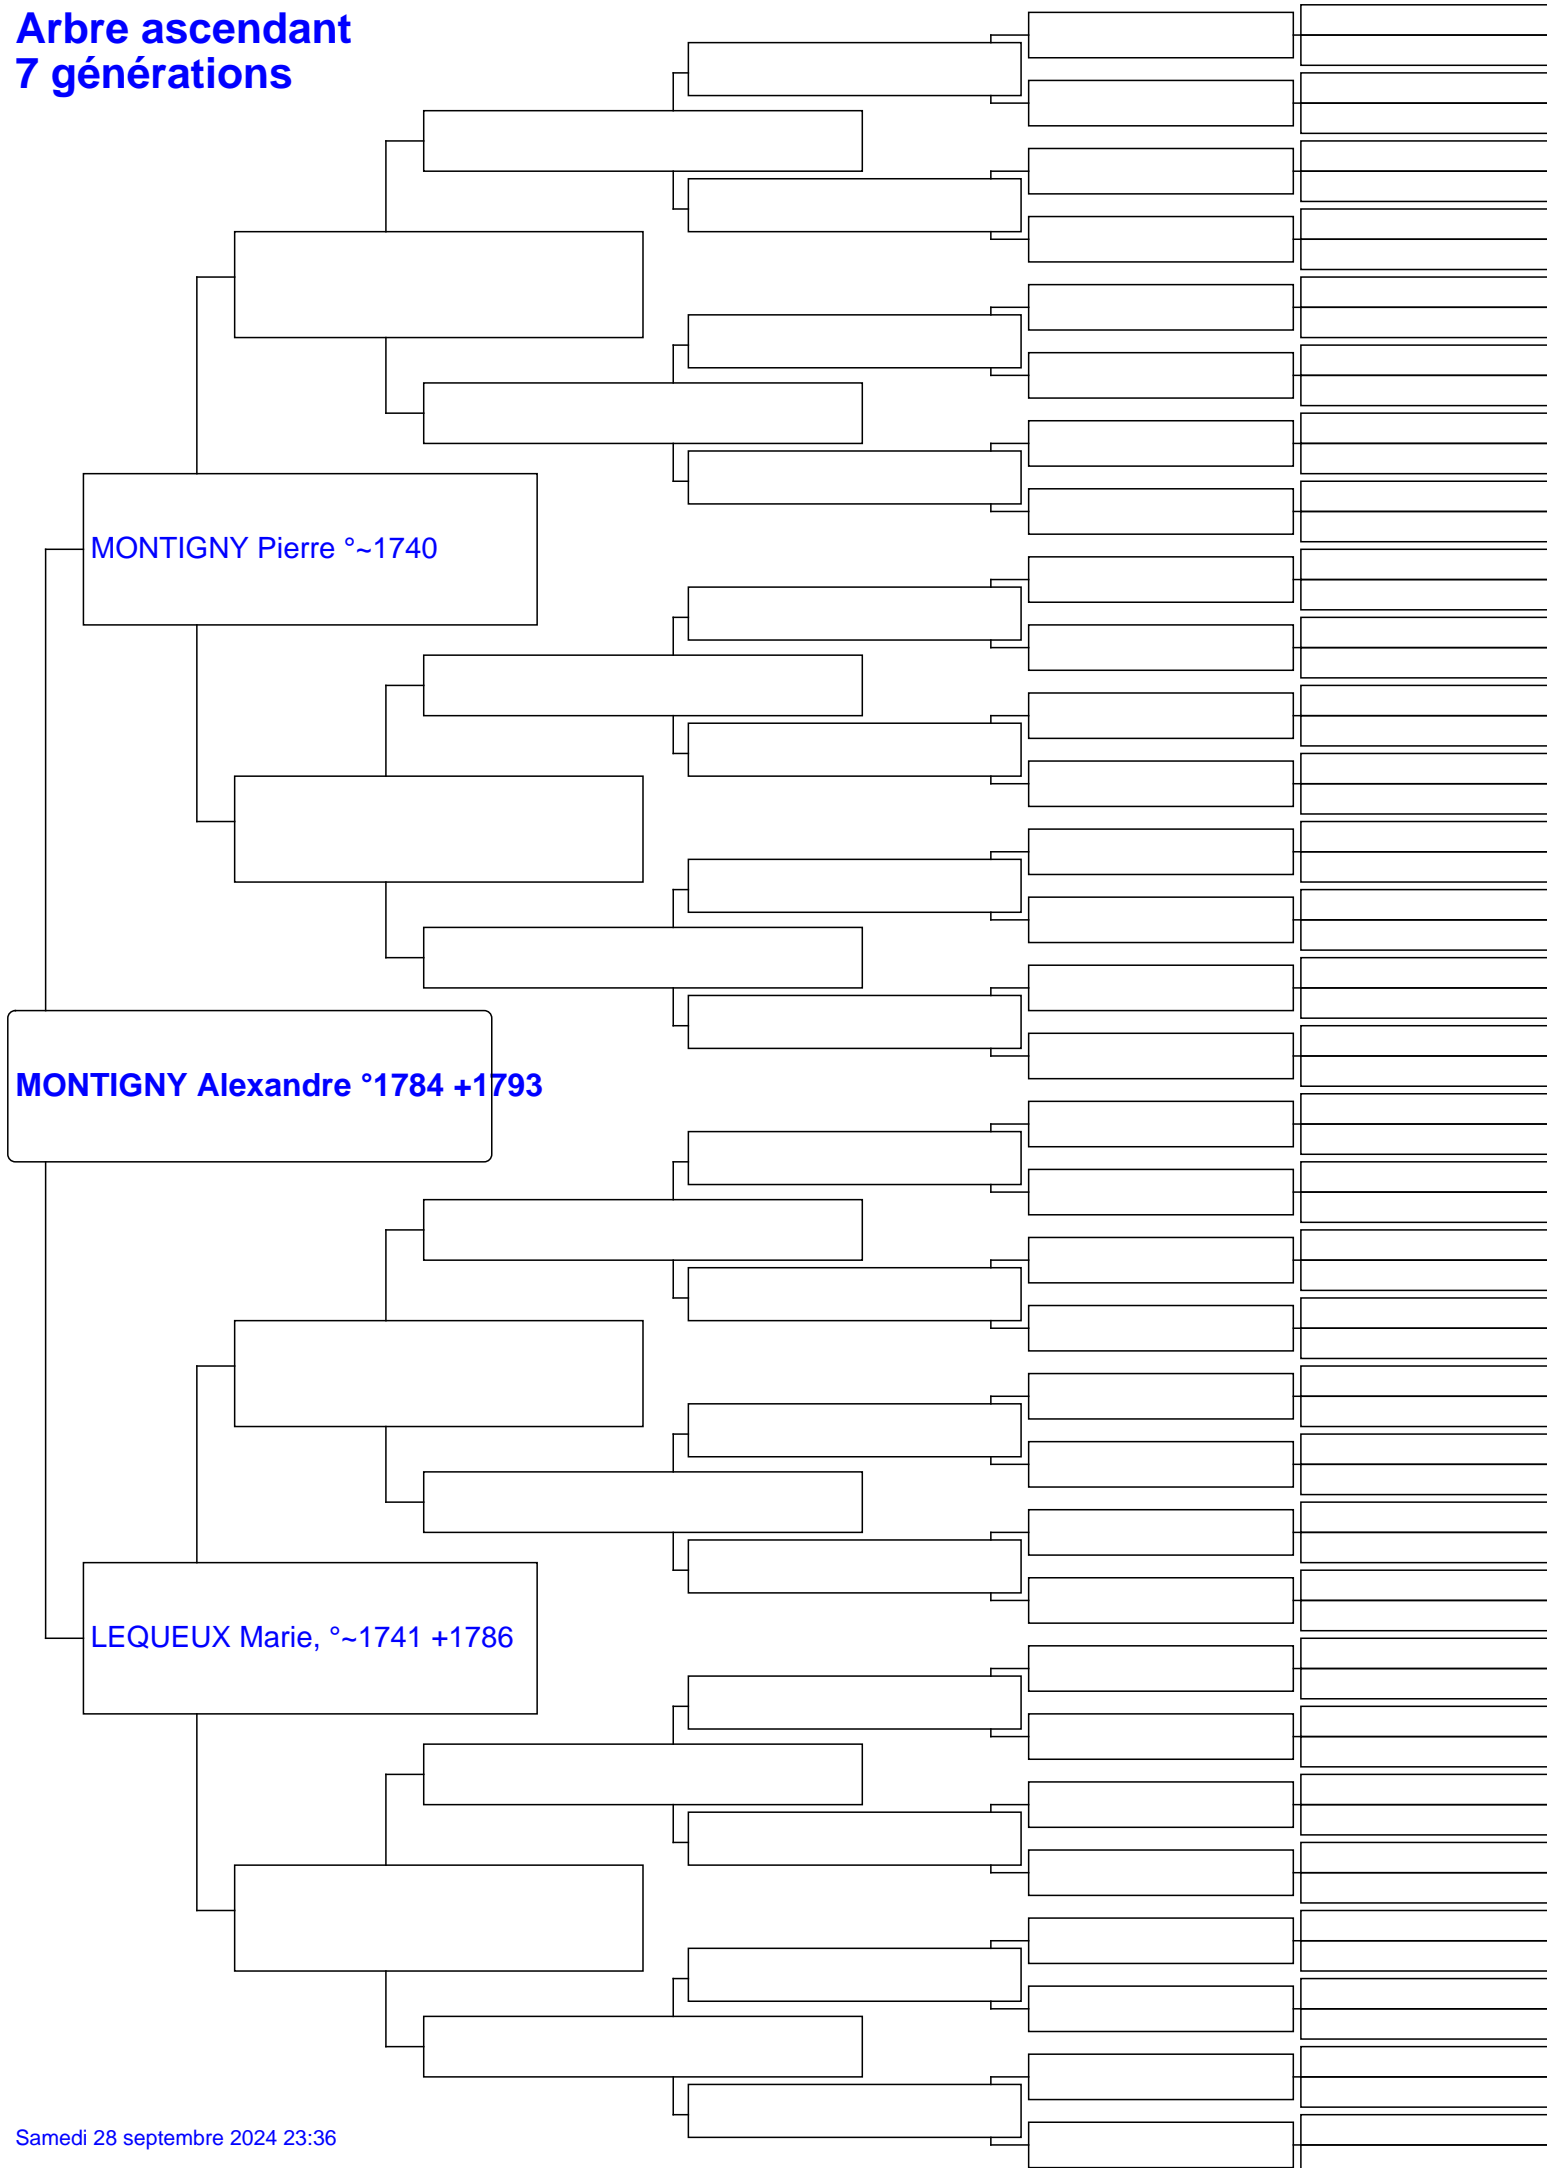 Arbre ascendant
7 générations
MONTIGNY Pierre °~1740
MONTIGNY Alexandre °1784 +1793
LEQUEUX Marie, °~1741 +1786
Samedi 28 septembre 2024 23:36